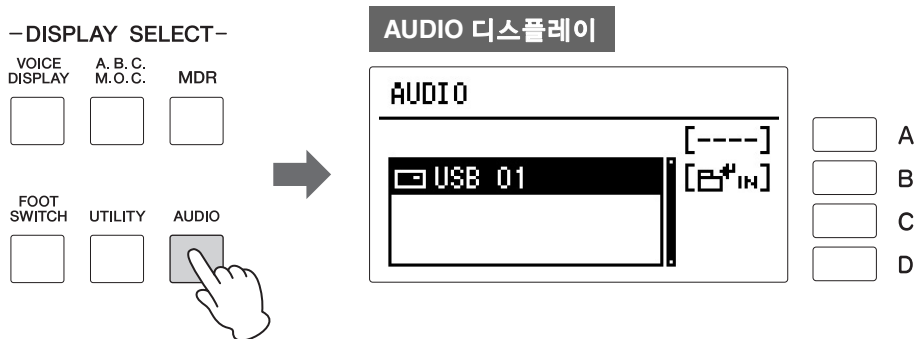 -DISPLAY SELECT-
VOICE DISPLAY
A. B. C. M. O. C.
MDR
FOOT SWITCH
UTILITY
AUDIO
AUDIO 디스플레이
AUDIO
[----]
USB 01
[IN]
A
B
C
D